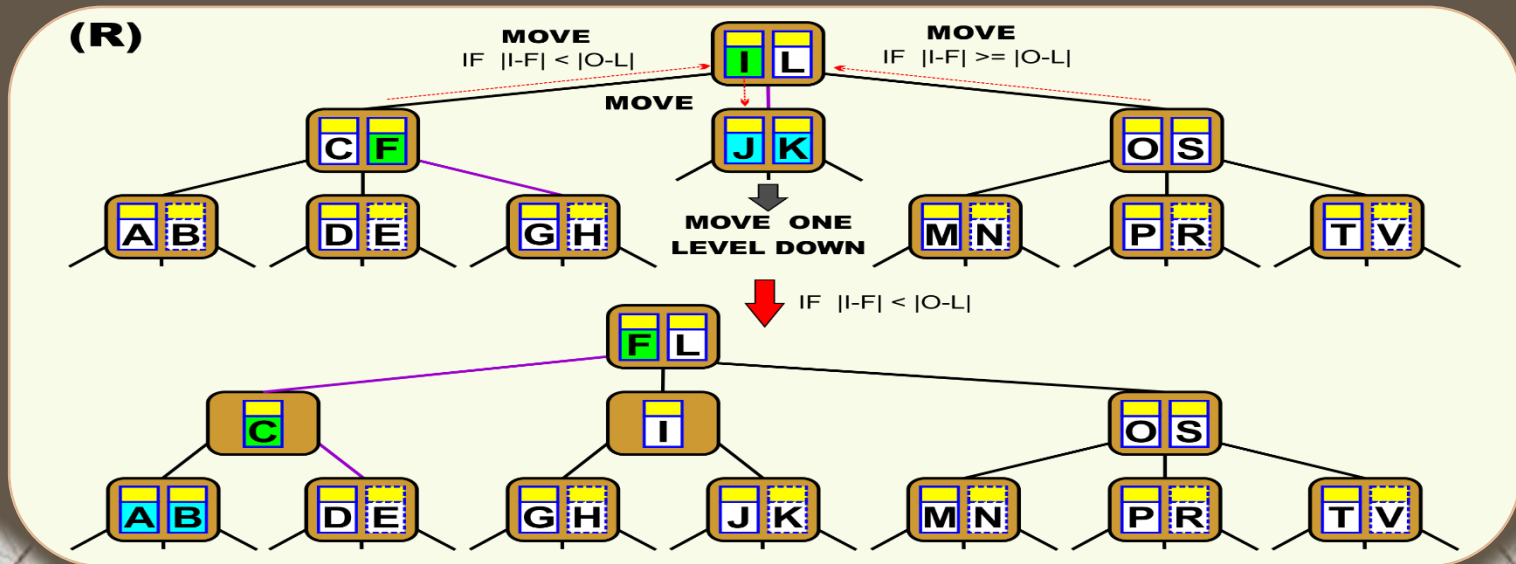 (R)
MOVE
IF |I-F| < |O-L|
I L
MOVE
IF |I-F| >= |O-L|
MOVE
C F
J K
O S
A B
D E
G H
MOVE ONE
LEVEL DOWN
M N
P R
T V
IF |I-F| < |O-L|
F L
C
I
O S
A B
D E
G H
J K
M N
P R
T V